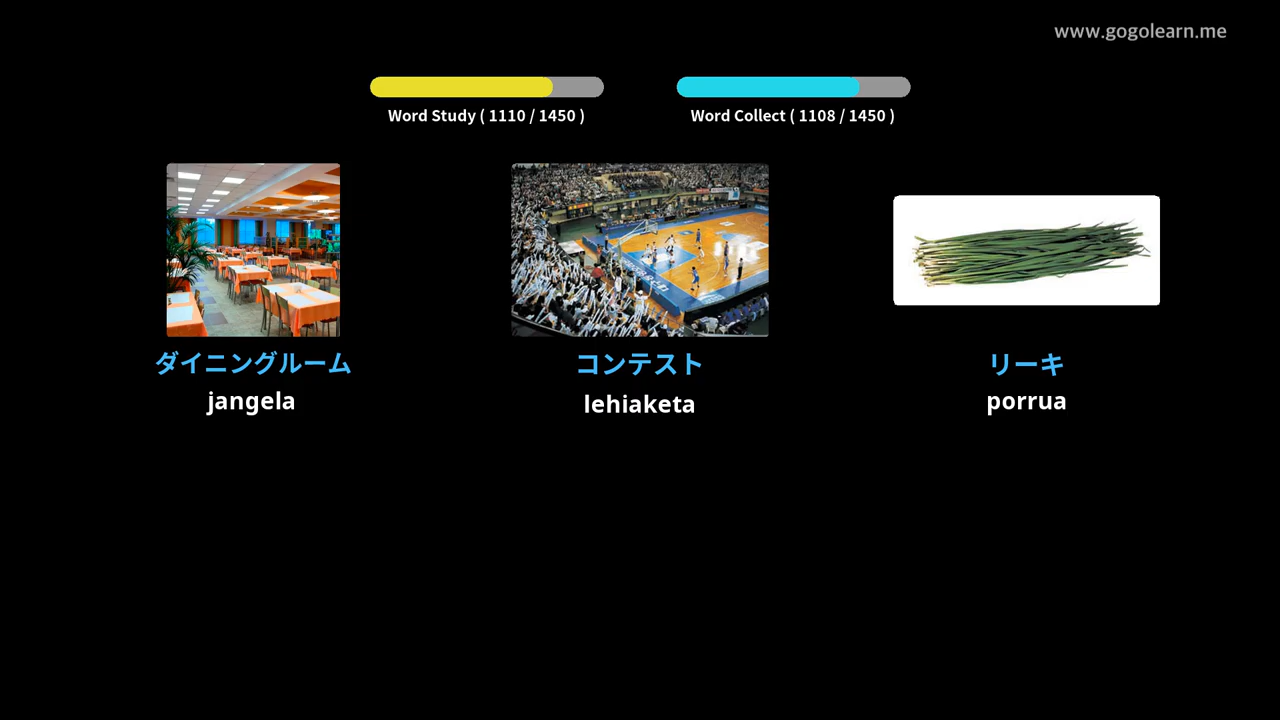 www.gogolearn.me
Word Study ( 1110 / 1450 )
Word Collect ( 1108 / 1450 )
ダイニングルーム
jangela
コンテスト
lehiaketa
リーキ
porrua